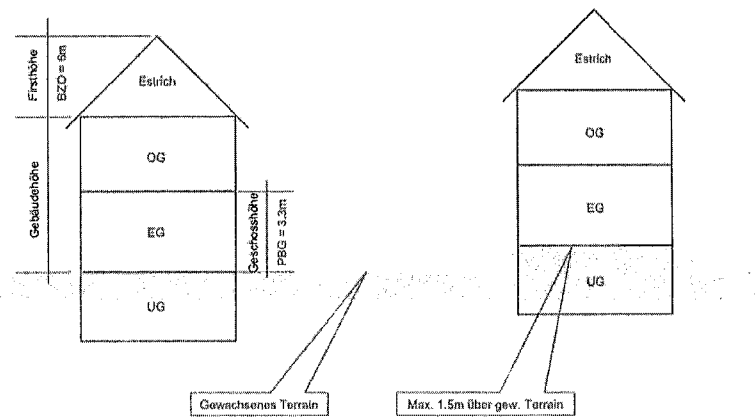 Firsthöhe
BZO = 6m
Estrich
Gebäudehöhe
OG
EG
Geschosshöhe
PBG = 3.3m
UG
Estrich
OG
EG
UG
Gewachsenes Terrain
Max. 1.5m über gew. Terrain